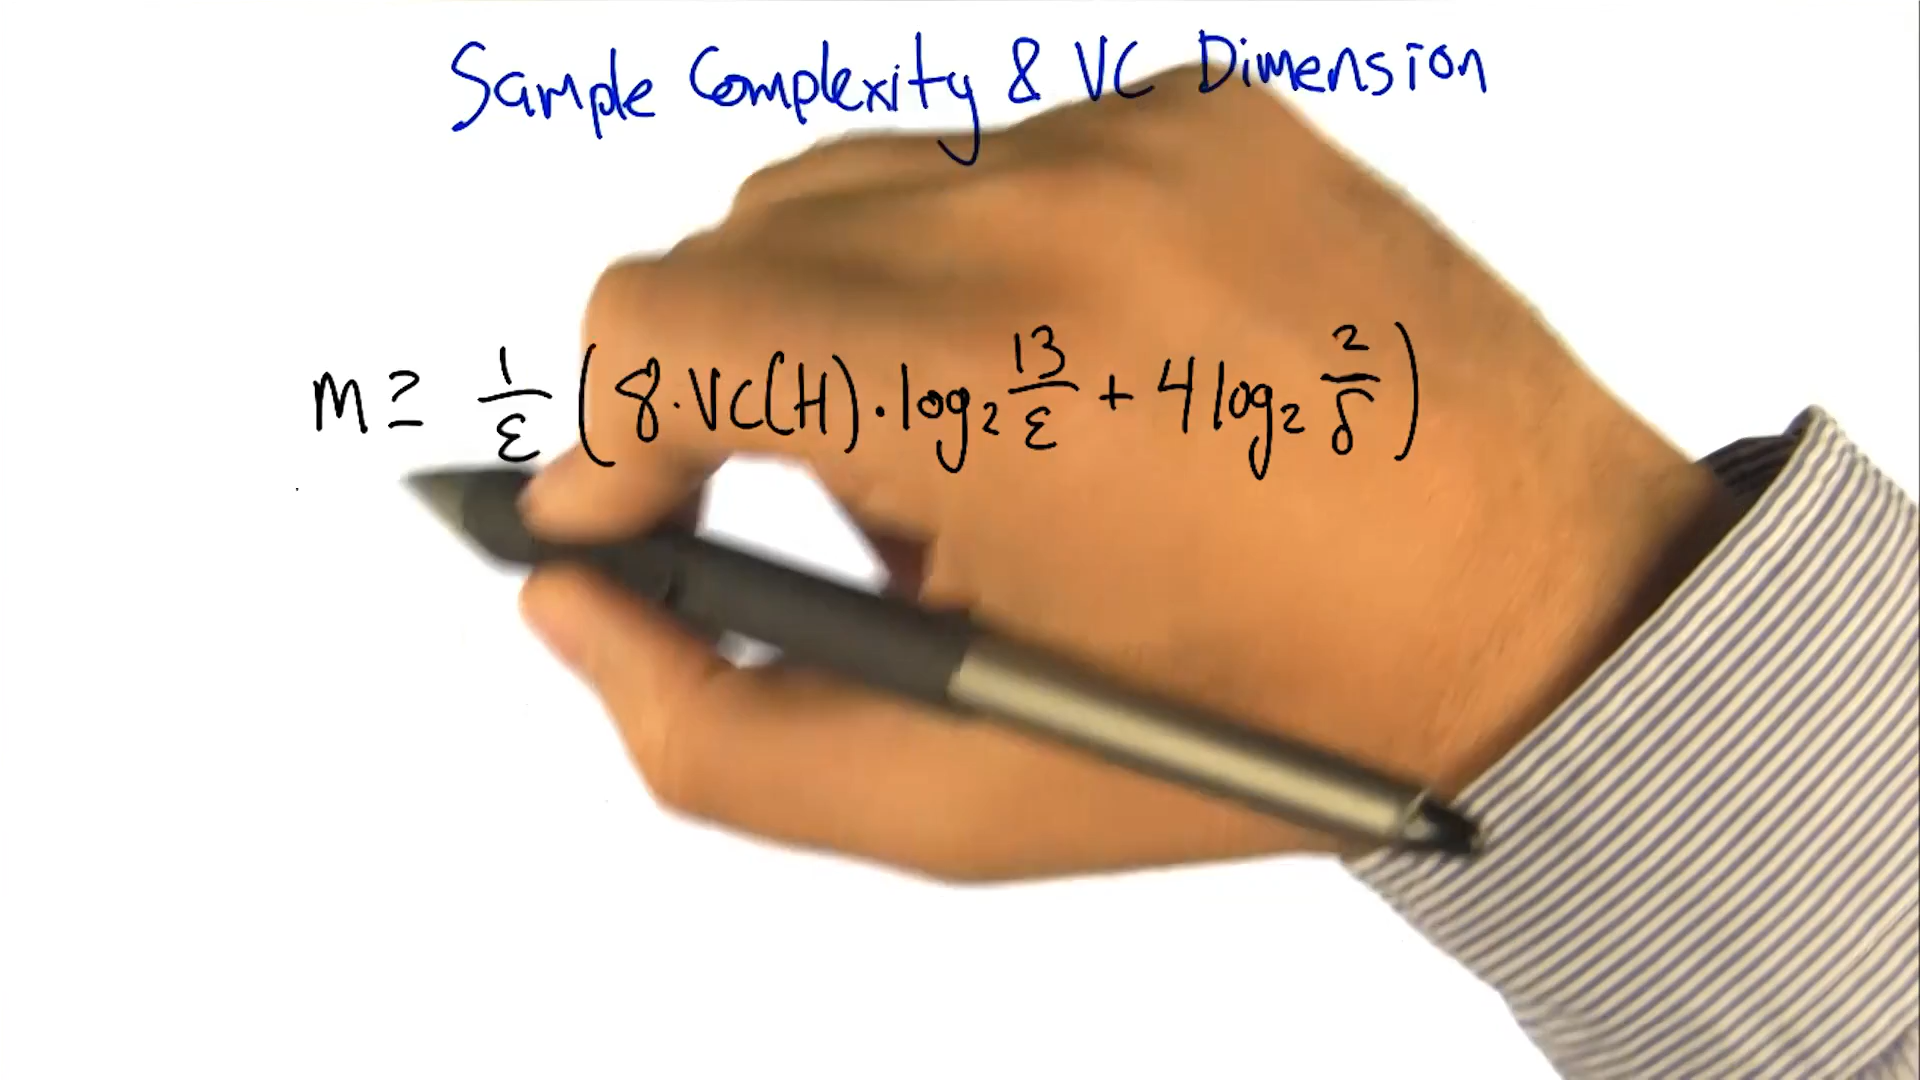 Sample Complexity & VC Dimension
m ≥ 1/ε (8·VC(H)·log₂ 13/ε + 4 log₂ 2/δ)